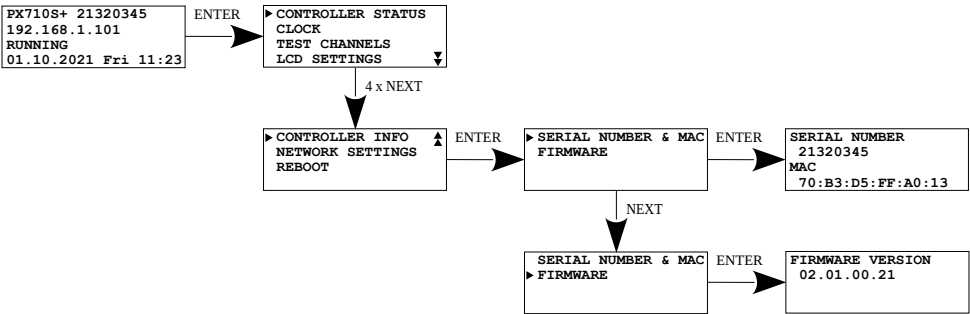 PX710S+ 21320345
192.168.1.101
RUNNING
01.10.2021 Fri 11:23
ENTER
CONTROLLER STATUS
CLOCK
TEST CHANNELS
LCD SETTINGS
4 x NEXT
CONTROLLER INFO
NETWORK SETTINGS
REBOOT
ENTER
SERIAL NUMBER & MAC
FIRMWARE
ENTER
SERIAL NUMBER
21320345
MAC
70:B3:D5:FF:A0:13
NEXT
SERIAL NUMBER & MAC
FIRMWARE
ENTER
FIRMWARE VERSION
02.01.00.21